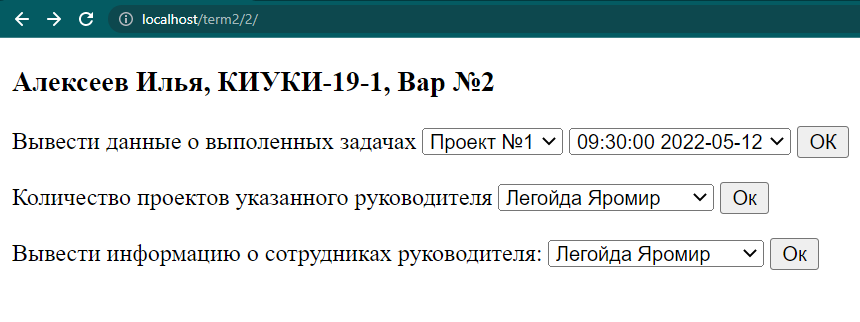 localhost/term2/2/
Алексеев Илья, КИУКИ-19-1, Вар №2
Вывести данные о выполенных задачах Проект №1 09:30:00 2022-05-12 ОК
Количество проектов указанного руководителя Легойда Яромир Ок
Вывести информацию о сотрудниках руководителя: Легойда Яромир Ок